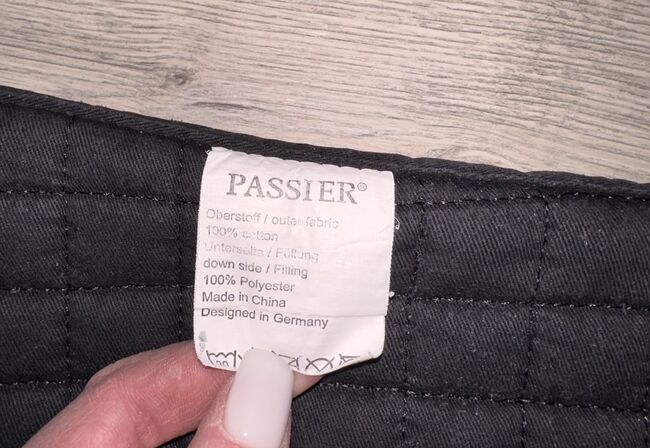 PASSIER®
Oberstoff / outer fabric
100% cotton
Unterseite / Füllung
down side / Filling
100% Polyester
Made in China
Designed in Germany
30